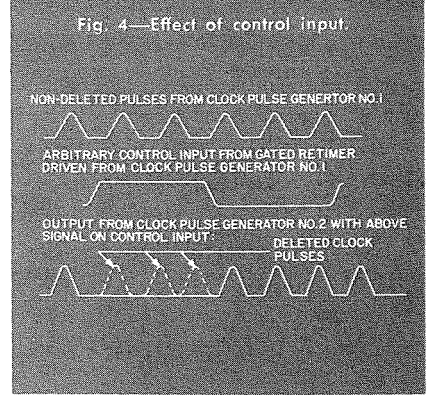 Fig. 4—Effect of control input.
NON-DELETED PULSES FROM CLOCK PULSE GENERTOR NO.1
ARBITRARY CONTROL INPUT FROM GATED RETIMER
DRIVEN FROM CLOCK PULSE GENERATOR NO.1
OUTPUT FROM CLOCK PULSE GENERATOR NO.2 WITH ABOVE
SIGNAL ON CONTROL INPUT:
DELETED CLOCK
PULSES